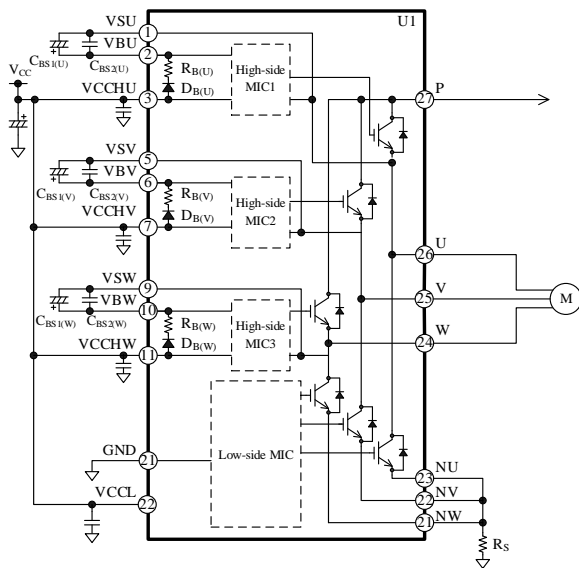 U1
VSU
1
CBS1(U)
VBU
CBS2(U)
2
RB(U)
High-side
MIC1
VCC
VCCHU
3
DB(U)
P
27
VSV
5
VBV
CBS1(V)
CBS2(V)
6
RB(V)
High-side
MIC2
VCCHV
7
DB(V)
U
26
VSW
9
V
25
M
VBW
CBS1(W)
CBS2(W)
10
RB(W)
High-side
MIC3
W
24
VCCHW
11
DB(W)
GND
21
Low-side MIC
VCCL
22
NU
23
NV
22
NW
21
RS